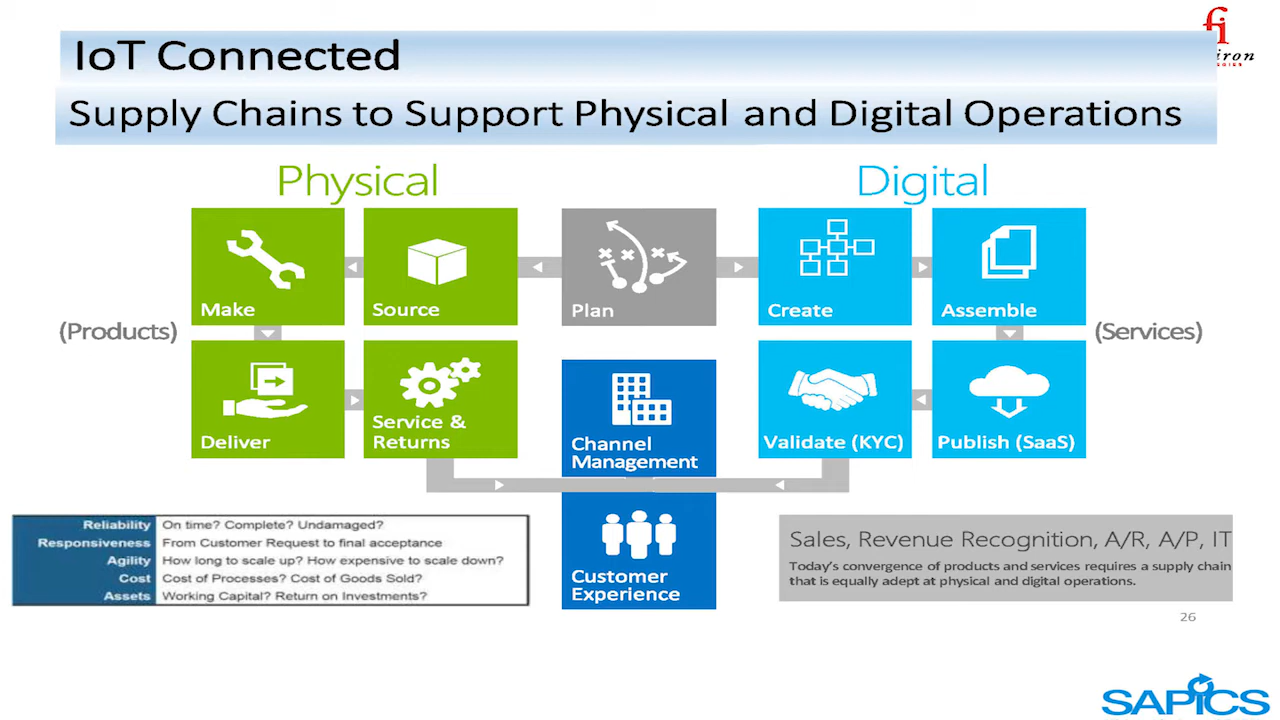 IoT Connected
Supply Chains to Support Physical and Digital Operations
fi
iron
Physical
Digital
Make
Source
Plan
Create
Assemble
(Products)
(Services)
Deliver
Service &
Returns
Channel
Management
Validate (KYC)
Publish (SaaS)
Customer
Experience
Reliability On time? Complete? Undamaged?
Responsiveness From Customer Request to final acceptance
Agility How long to scale up? How expensive to scale down?
Cost Cost of Processes? Cost of Goods Sold?
Assets Working Capital? Return on Investments?
Sales, Revenue Recognition, A/R, A/P, IT
Today's convergence of products and services requires a supply chain
that is equally adept at physical and digital operations.
26
SAPICS